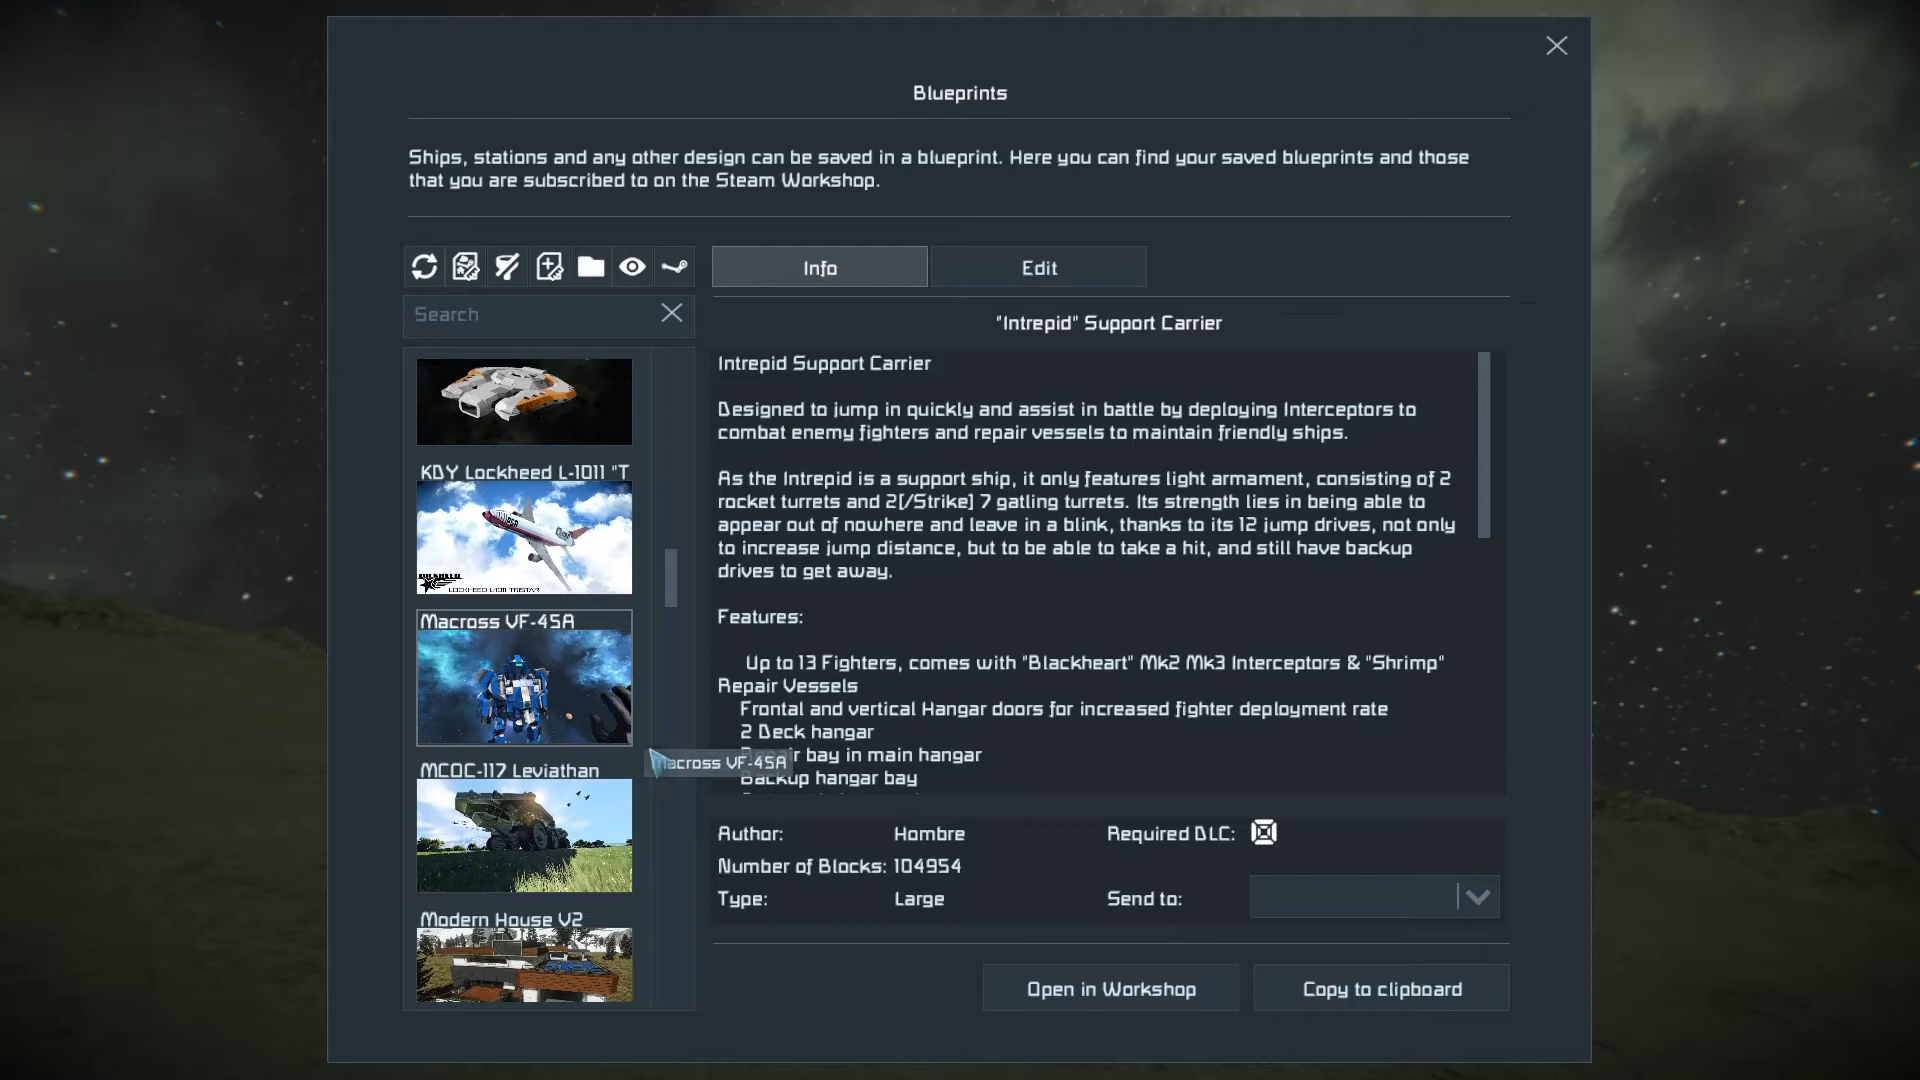 Blueprints
Ships, stations and any other design can be saved in a blueprint. Here you can find your saved blueprints and those
that you are subscribed to on the Steam Workshop.
Info
Edit
Search
"Intrepid" Support Carrier
Intrepid Support Carrier
Designed to jump in quickly and assist in battle by deploying Interceptors to
combat enemy fighters and repair vessels to maintain friendly ships.
As the Intrepid is a support ship, it only features light armament, consisting of 2
rocket turrets and 2[/Strike] 7 gatling turrets. Its strength lies in being able to
appear out of nowhere and leave in a blink, thanks to its 12 jump drives, not only
to increase jump distance, but to be able to take a hit, and still have backup
drives to get away.
Features:
Up to 13 Fighters, comes with "Blackheart" Mk2 Mk3 Interceptors & "Shrimp"
Repair Vessels
Frontal and vertical Hangar doors for increased fighter deployment rate
2 Deck hangar
Repair bay in main hangar
Backup hangar bay
KDY Lockheed L-1011 "T
LOCKHEED L-1011 TRISTAR
Macross VF-45A
Macross VF-45A
MCOC-117 Leviathan
Modern House V2
Author: Hombre
Required DLC:
Number of Blocks: 104954
Type: Large
Send to:
Open in Workshop
Copy to clipboard